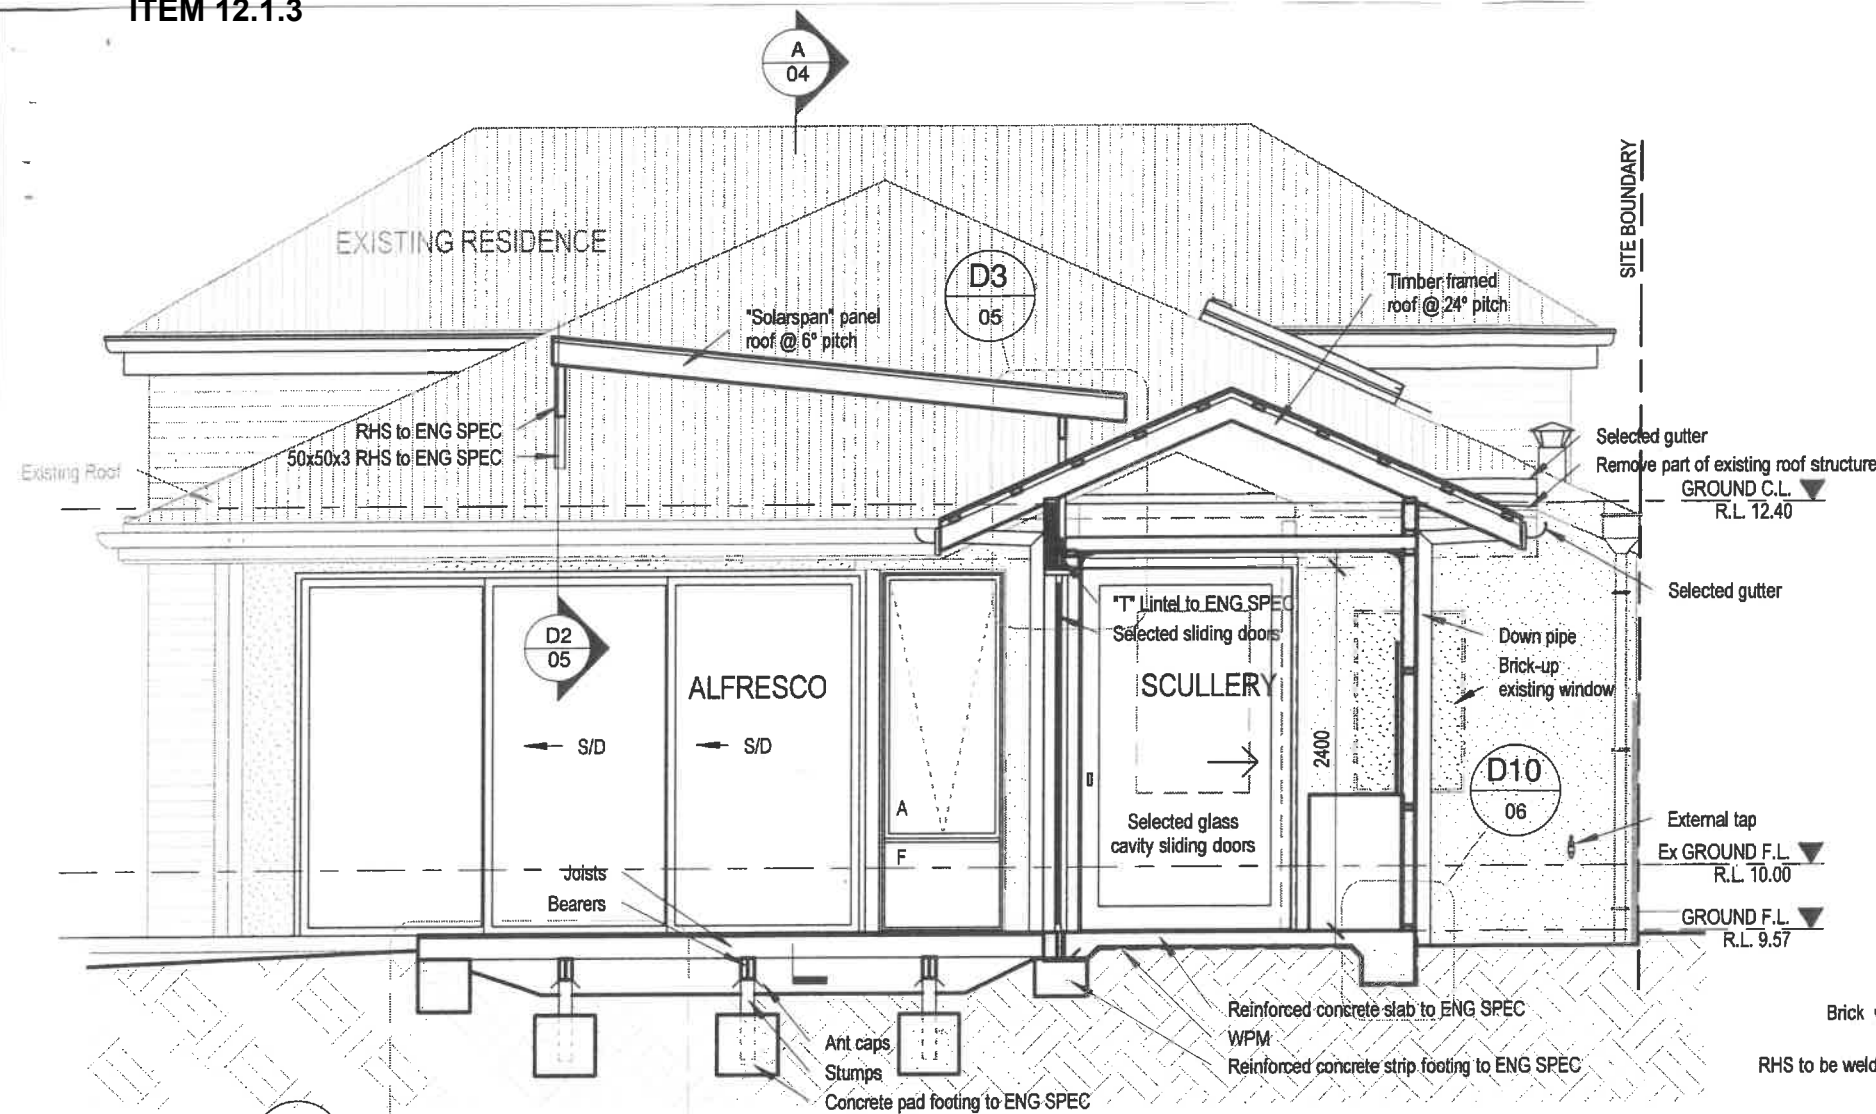 ITEM 12.1.3
A
04
SITE BOUNDARY
EXISTING RESIDENCE
D3
05
Timber framed
roof @ 24° pitch
"Solarspan" panel
roof @ 6° pitch
RHS to ENG SPEC
50x50x3 RHS to ENG SPEC
Existing Roof
Selected gutter
Remove part of existing roof structure
GROUND C.L.
R.L. 12.40
Selected gutter
"T" Lintel to ENG SPEC
Selected sliding doors
D2
05
Down pipe
Brick-up
existing window
ALFRESCO
SCULLERY
S/D
S/D
2400
D10
06
A
F
Selected glass
cavity sliding doors
External tap
Ex GROUND F.L.
R.L. 10.00
Joists
Bearers
GROUND F.L.
R.L. 9.57
Reinforced concrete slab to ENG SPEC
WPM
Reinforced concrete strip footing to ENG SPEC
Brick
RHS to be weld
Ant caps
Stumps
Concrete pad footing to ENG SPEC